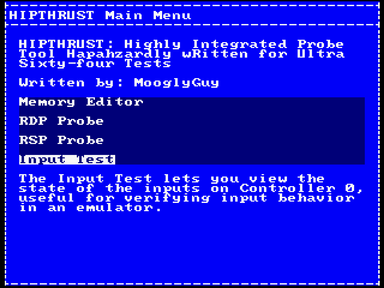 HIPTHRUST Main Menu
HIPTHRUST: Highly Integrated Probe
Tool Hapahzardly wRitten for Ultra
Sixty-four Tests
Written by: MooglyGuy
Memory Editor
RDP Probe
RSP Probe
Input Test
The Input Test lets you view the
state of the inputs on Controller 0,
useful for verifying input behavior
in an emulator.